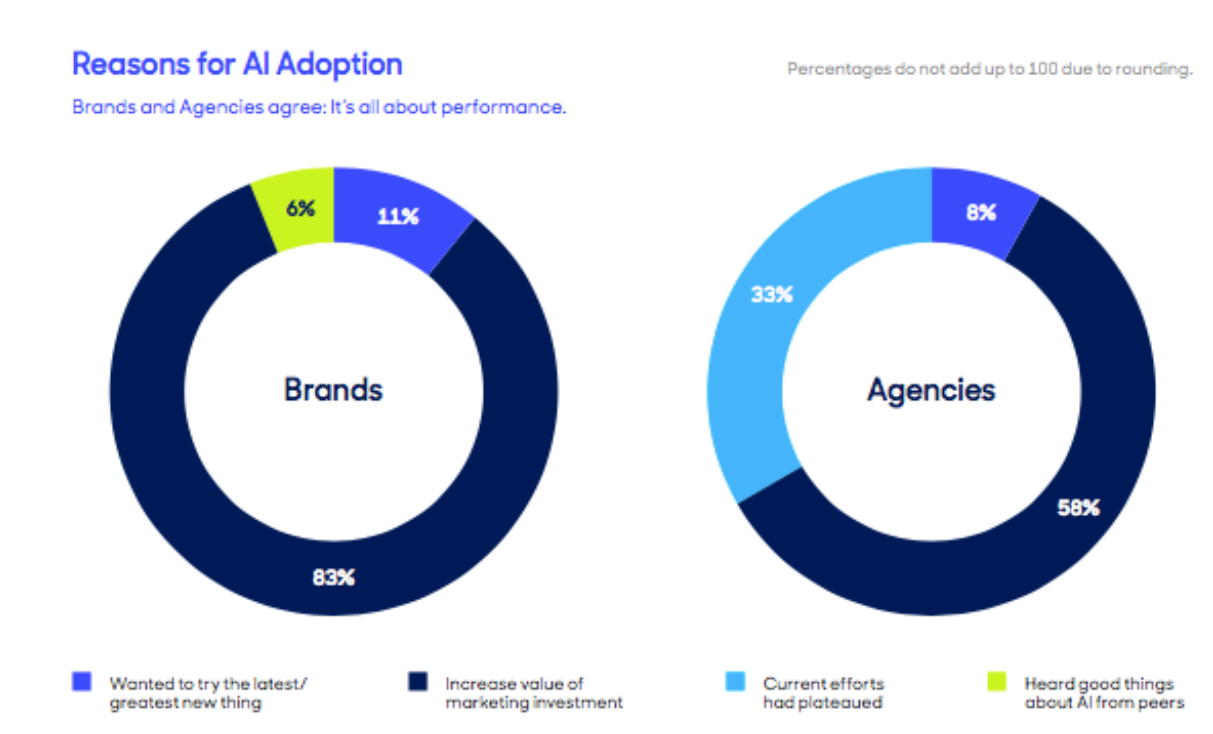 Reasons for AI Adoption
Percentages do not add up to 100 due to rounding.
Brands and Agencies agree: It's all about performance.
6%
11%
Brands
83%
8%
33%
Agencies
58%
Wanted to try the latest/
greatest new thing
Increase value of
marketing investment
Current efforts
had plateaued
Heard good things
about AI from peers